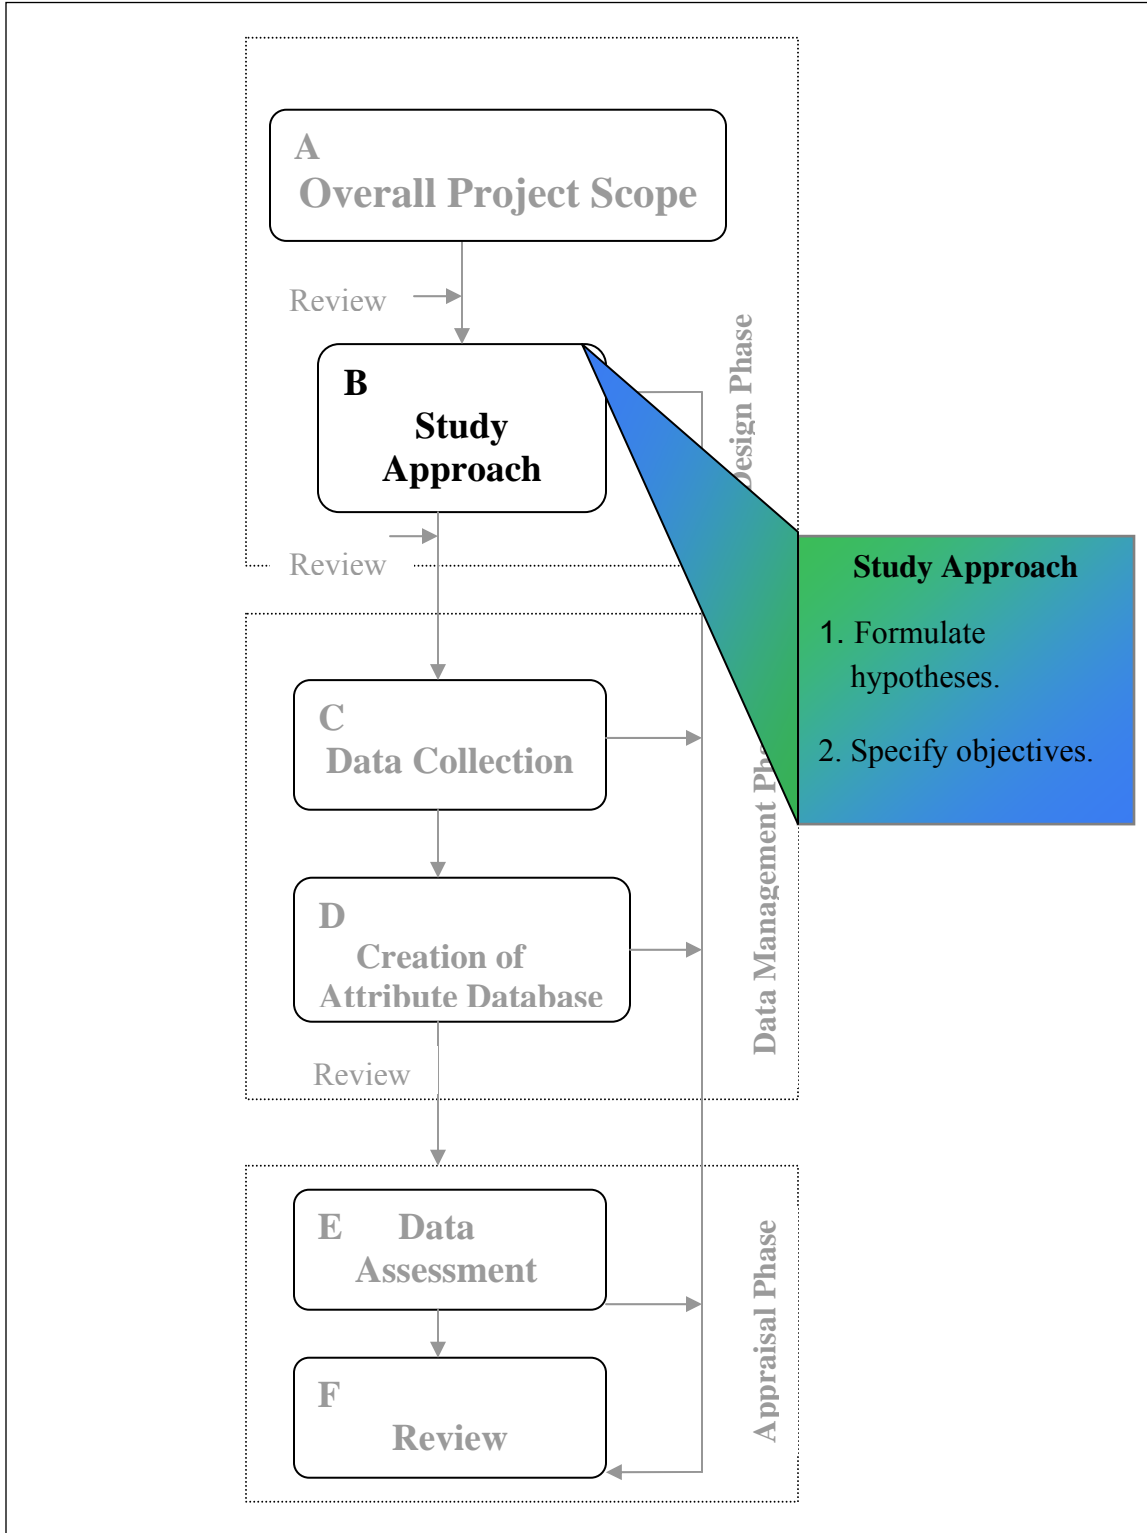 A
Overall Project Scope
Review
B
Study
Approach
Design Phase
Review
Study Approach
1. Formulate
hypotheses.
2. Specify objectives.
C
Data Collection
D
Creation of
Attribute Database
Data Management
Review
E Data
Assessment
Appraisal Phase
F
Review